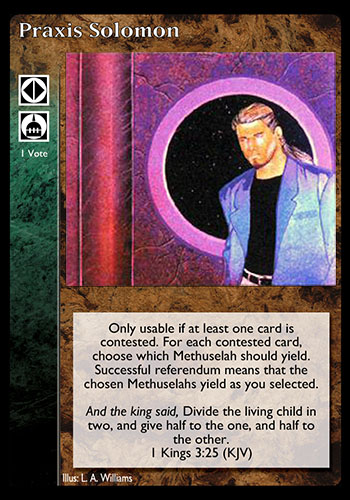 Praxis Solomon
1 Vote
Only usable if at least one card is
contested. For each contested card,
choose which Methuselah should yield.
Successful referendum means that the
chosen Methuselahs yield as you selected.
And the king said, Divide the living child in
two, and give half to the one, and half to
the other.
1 Kings 3:25 (KJV)
Illus: L. A. Williams